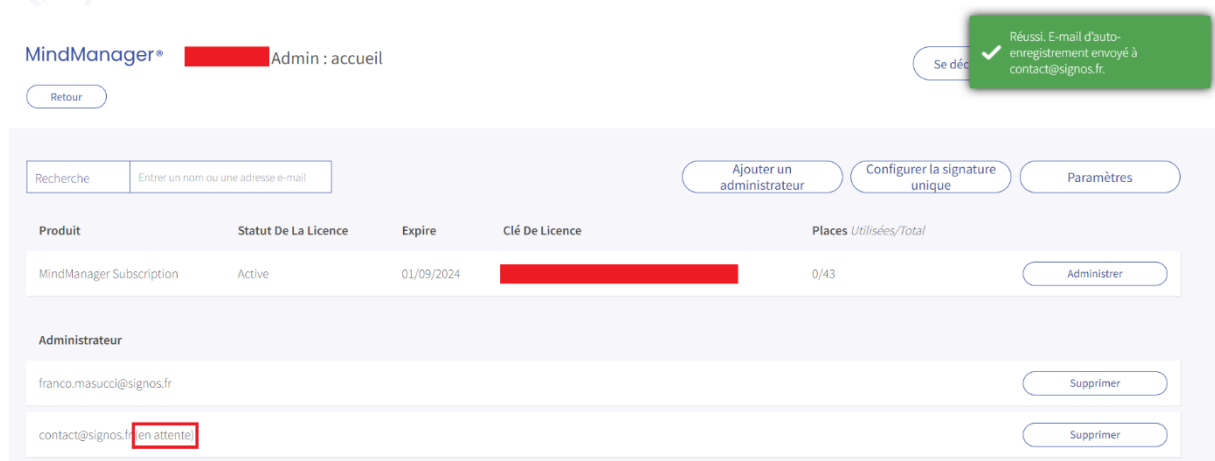 MindManager® Admin : accueil
Réussi. E-mail d'auto-
enregistrement envoyé à
contact@signos.fr.
Se déc
Retour
Recherche Entrer un nom ou une adresse e-mail
Ajouter un
administrateur
Configurer la signature
unique
Paramètres
Produit Statut De La Licence Expire Clé De Licence Places Utilisées/Total
MindManager Subscription Active 01/09/2024 0/43 Administrer
Administrateur
franco.masucci@signos.fr Supprimer
contact@signos.fr (en attente) Supprimer